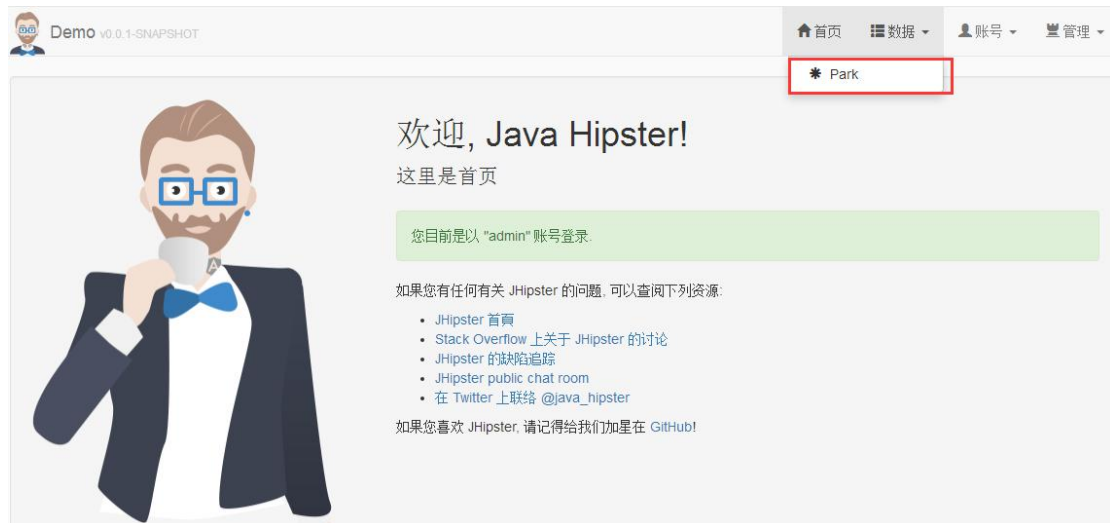 Demo v0.0.1-SNAPSHOT 首页 数据 账号 管理
Park
欢迎, Java Hipster!
这里是首页
您目前是以 "admin" 账号登录.
如果您有任何有关 JHipster 的问题, 可以查阅下列资源:
JHipster 首頁
Stack Overflow 上关于 JHipster 的讨论
JHipster 的缺陷追踪
JHipster public chat room
在 Twitter 上联络 @java_hipster
如果您喜欢 JHipster, 请记得给我们加星在 GitHub!
A